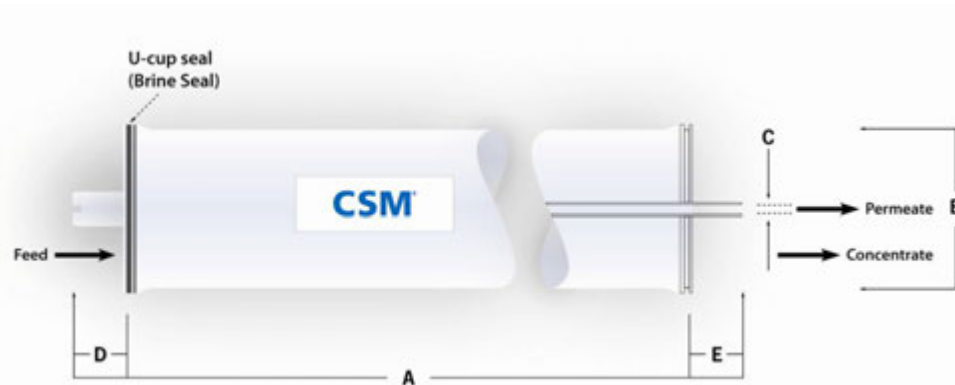 U-cup seal
(Brine Seal)
C
CSM
Permeate
Feed
Concentrate
D
E
A